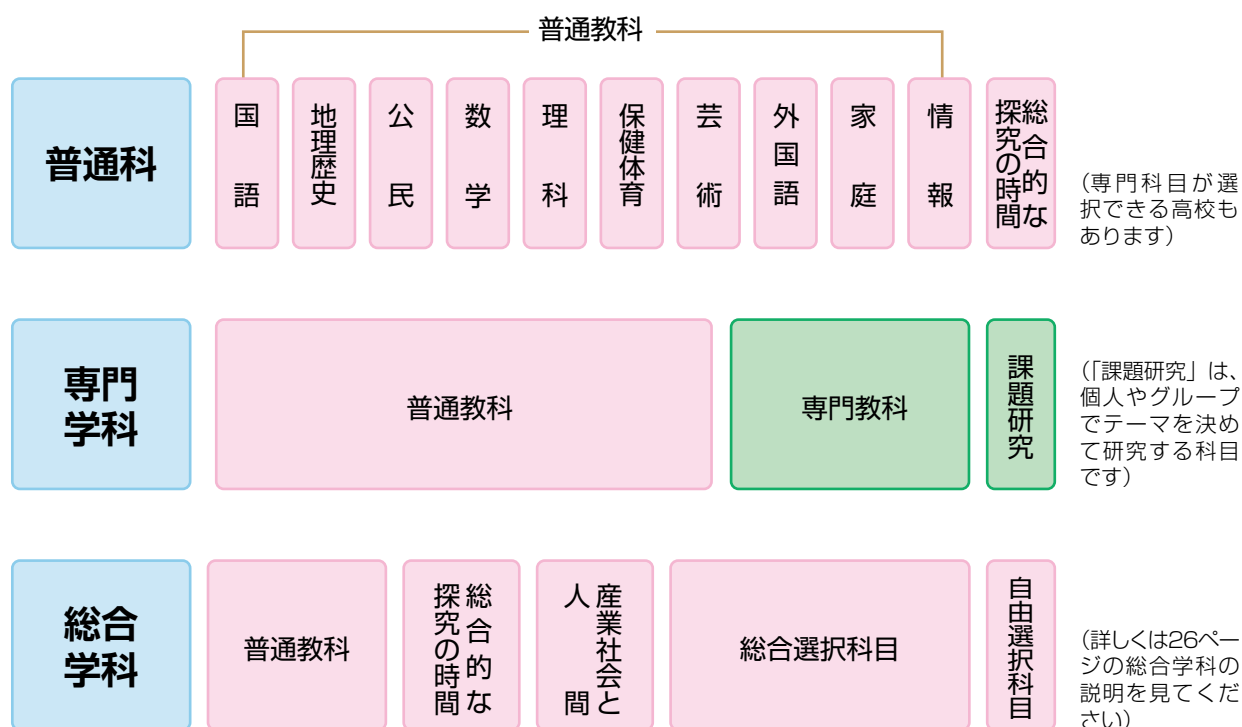 普通教科
普通科
国語
地理歴史
公民
数学
理科
保健体育
芸術
外国語
家庭
情報
総合的な
探究の時間
（専門科目が選
択できる高校も
あります）
専門
学科
普通教科
専門教科
課題研究
（「課題研究」は、
個人やグループ
でテーマを決め
て研究する科目
です）
総合
学科
普通教科
総合的な
探究の時間
産業社会と
人間
総合選択科目
自由選択科目
（詳しくは26ペー
ジの総合学科の
説明を見てくだ
さい）